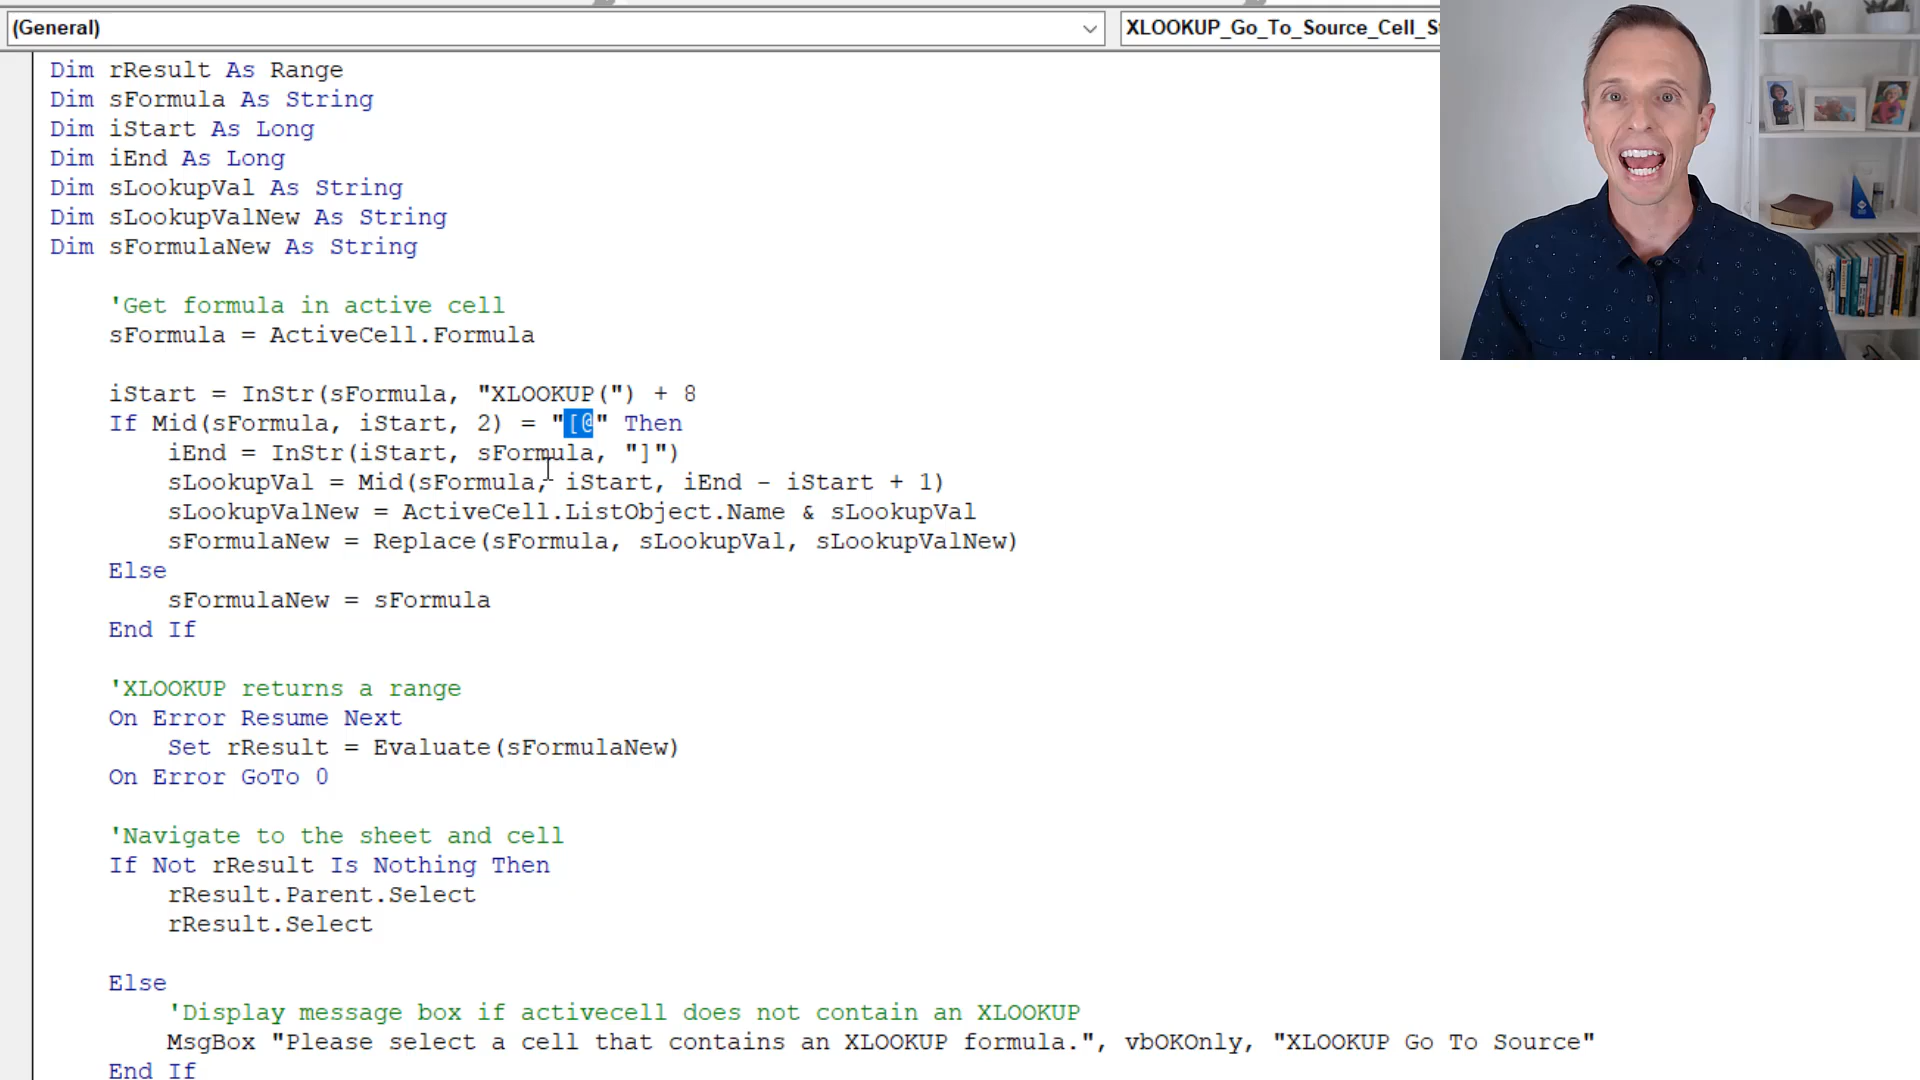 (General)
XLOOKUP_Go_To_Source_Cell_S
Dim rResult As Range
Dim sFormula As String
Dim iStart As Long
Dim iEnd As Long
Dim sLookupVal As String
Dim sLookupValNew As String
Dim sFormulaNew As String
'Get formula in active cell
sFormula = ActiveCell.Formula
iStart = InStr(sFormula, "XLOOKUP(") + 8
If Mid(sFormula, iStart, 2) = "[@" Then
iEnd = InStr(iStart, sFormula, "]")
sLookupVal = Mid(sFormula, iStart, iEnd - iStart + 1)
sLookupValNew = ActiveCell.ListObject.Name & sLookupVal
sFormulaNew = Replace(sFormula, sLookupVal, sLookupValNew)
Else
sFormulaNew = sFormula
End If
'XLOOKUP returns a range
On Error Resume Next
Set rResult = Evaluate(sFormulaNew)
On Error GoTo 0
'Navigate to the sheet and cell
If Not rResult Is Nothing Then
rResult.Parent.Select
rResult.Select
Else
'Display message box if activecell does not contain an XLOOKUP
MsgBox "Please select a cell that contains an XLOOKUP formula.", vbOKOnly, "XLOOKUP Go To Source"
End If